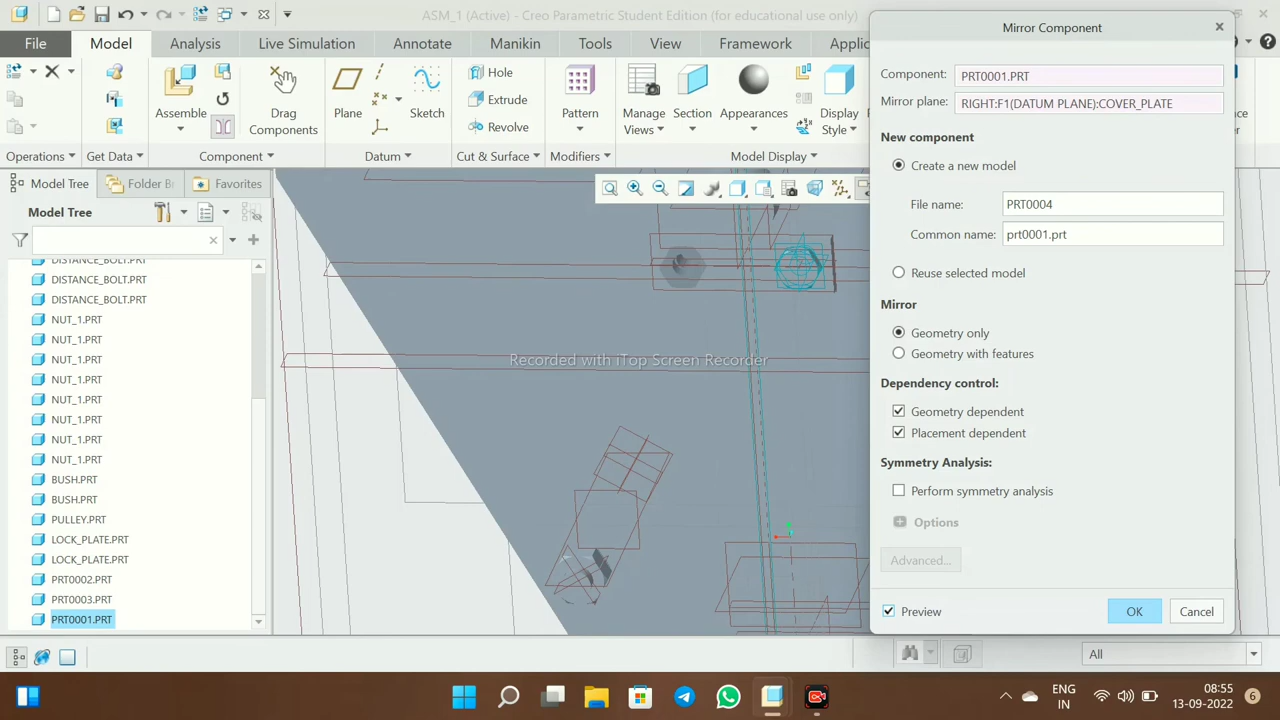 ASM_1 (Active) - Creo Parametric Student Edition (for educational use only)
File
Model
Analysis
Live Simulation
Annotate
Manikin
Tools
View
Framework
Applic
Assemble
Drag Components
Plane
Sketch
Hole
Extrude
Revolve
Pattern
Manage Views
Section
Appearances
Display Style
Operations
Get Data
Component
Datum
Cut & Surface
Modifiers
Model Display
Model Tree
Folder B
Favorites
Model Tree
DISTANCE_BOLT.PRT
DISTANCE_BOLT.PRT
DISTANCE_BOLT.PRT
NUT_1.PRT
NUT_1.PRT
NUT_1.PRT
NUT_1.PRT
NUT_1.PRT
NUT_1.PRT
NUT_1.PRT
NUT_1.PRT
BUSH.PRT
BUSH.PRT
PULLEY.PRT
LOCK_PLATE.PRT
LOCK_PLATE.PRT
PRT0002.PRT
PRT0003.PRT
PRT0001.PRT
Recorded with iTop Screen Recorder
Mirror Component
Component: PRT0001.PRT
Mirror plane: RIGHT:F1(DATUM PLANE):COVER_PLATE
New component
Create a new model
File name: PRT0004
Common name: prt0001.prt
Reuse selected model
Mirror
Geometry only
Geometry with features
Dependency control:
Geometry dependent
Placement dependent
Symmetry Analysis:
Perform symmetry analysis
Options
Advanced...
Preview
OK
Cancel
All
ENG
IN
08:55
13-09-2022
6